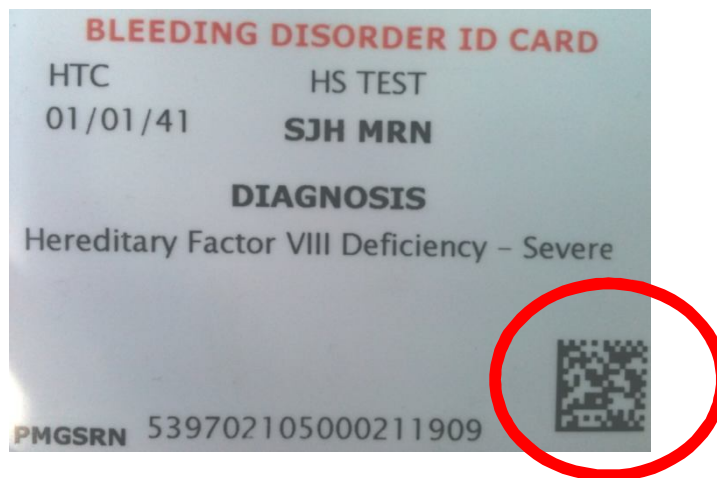 BLEEDING DISORDER ID CARD
HTC HS TEST
01/01/41 SJH MRN
DIAGNOSIS
Hereditary Factor VIII Deficiency – Severe
PMGSRN 539702105000211909